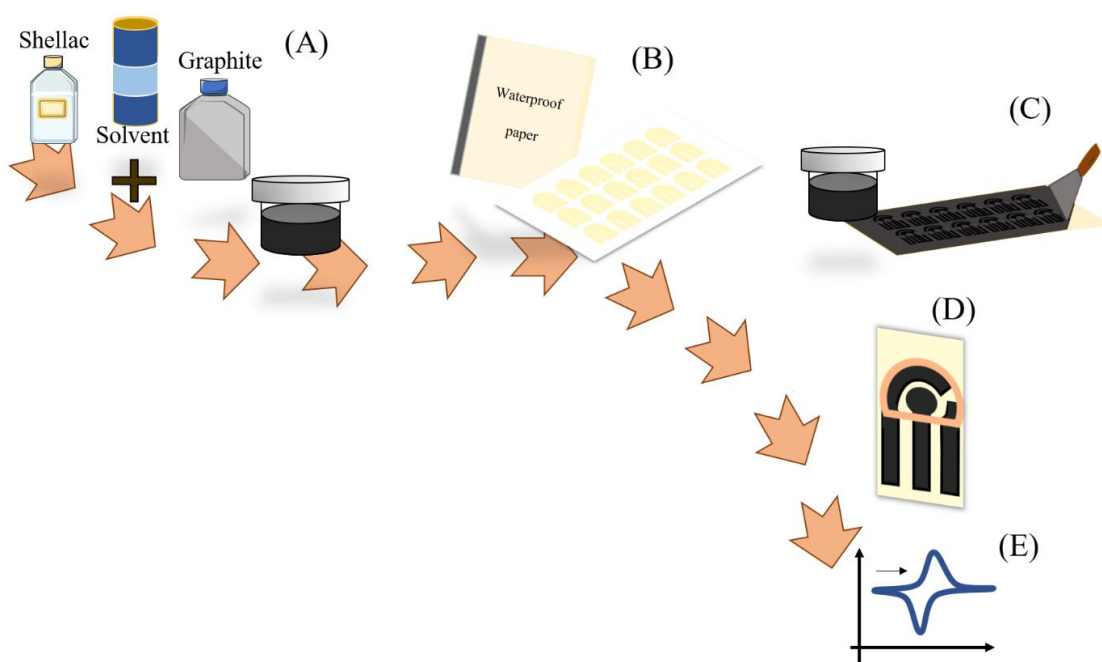 Shellac
(A)
Graphite
Solvent
(B)
Waterproof
paper
(C)
(D)
(E)